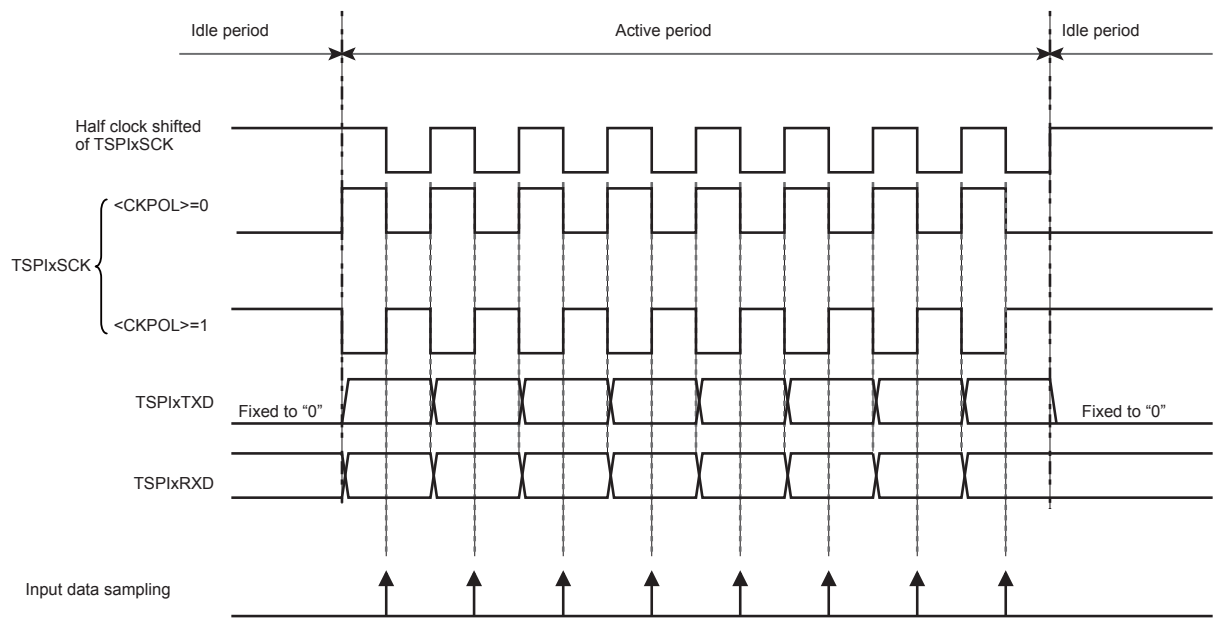 Idle period
Active period
Idle period
Half clock shifted
of TSPIxSCK
<CKPOL>=0
TSPIxSCK
<CKPOL>=1
TSPIxTXD
Fixed to “0”
Fixed to “0”
TSPIxRXD
Input data sampling